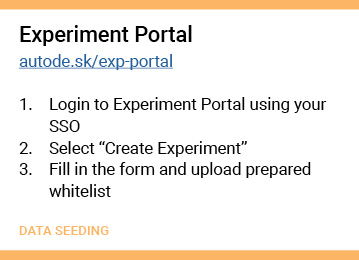 Experiment Portal
autode.sk/exp-portal
1. Login to Experiment Portal using your
SSO
2. Select “Create Experiment”
3. Fill in the form and upload prepared
whitelist
DATA SEEDING